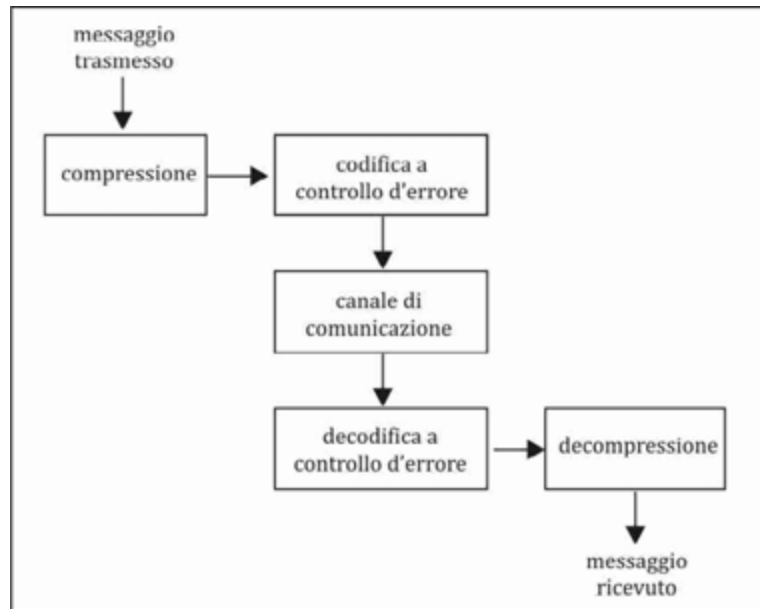 messaggio
trasmesso
compressione
codifica a
controllo d'errore
canale di
comunicazione
decodifica a
controllo d'errore
decompressione
messaggio
ricevuto